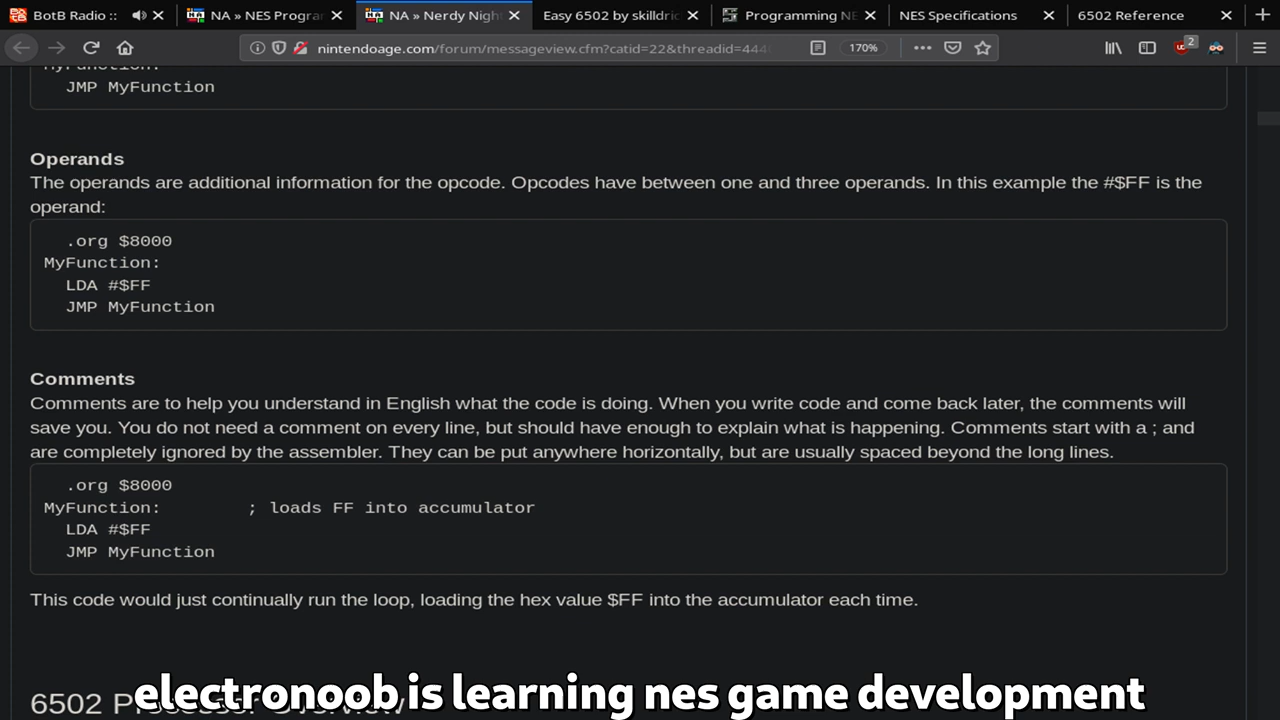 BotB Radio ::
NA » NES Progra
NA » Nerdy Nigh
Easy 6502 by skilldri
Programming NE
NES Specifications
6502 Reference
nintendoage.com/forum/messageview.cfm?catid=22&threadid=444
170%
2
MyFunction:
JMP MyFunction
Operands
The operands are additional information for the opcode. Opcodes have between one and three operands. In this example the #$FF is the
operand:
.org $8000
MyFunction:
LDA #$FF
JMP MyFunction
Comments
Comments are to help you understand in English what the code is doing. When you write code and come back later, the comments will
save you. You do not need a comment on every line, but should have enough to explain what is happening. Comments start with a ; and
are completely ignored by the assembler. They can be put anywhere horizontally, but are usually spaced beyond the long lines.
.org $8000
MyFunction: ; loads FF into accumulator
LDA #$FF
JMP MyFunction
This code would just continually run the loop, loading the hex value $FF into the accumulator each time.
6502 Processor Overview
electronoob is learning nes game development